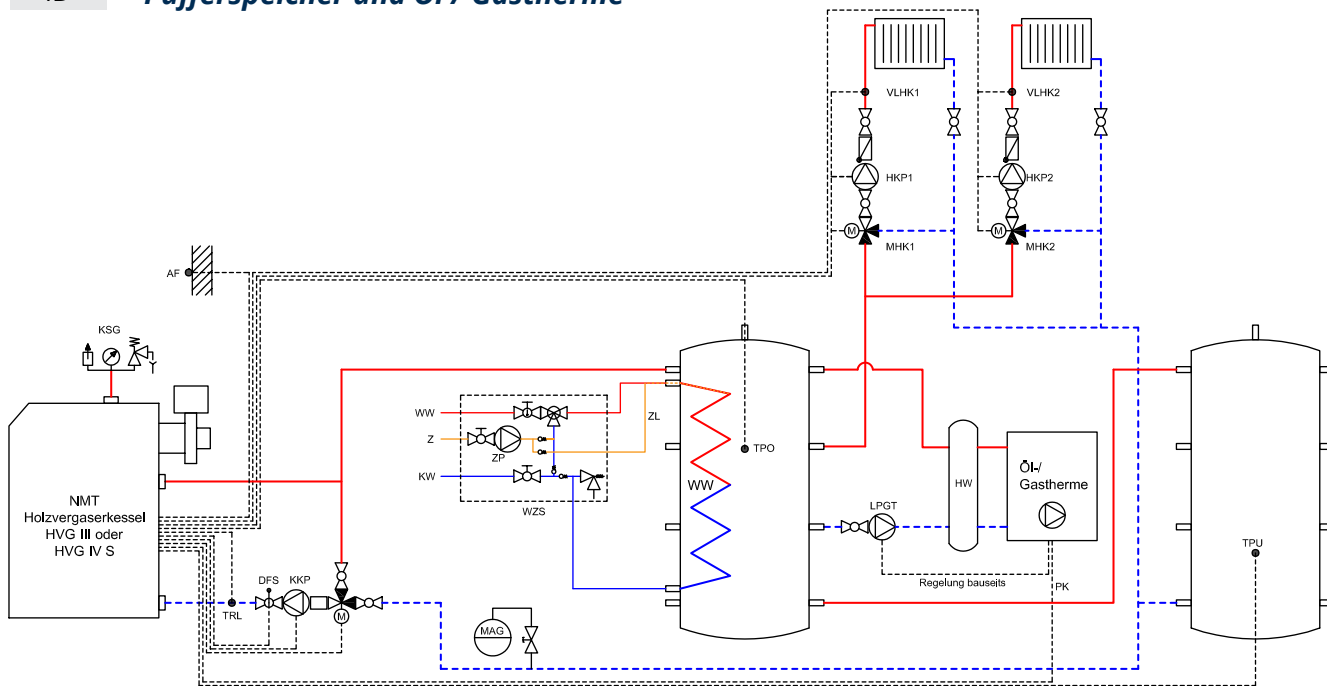 Pufferspeicher und Öl-/ Gastherme
VLHK1
VLHK2
HKP1
HKP2
M
MHK1
M
MHK2
AF
KSG
WW
Z
ZP
KW
WZS
ZL
TPO
WW
HW
Öl-/
Gastherme
LPGT
Regelung bauseits
PK
TPU
NMT
Holzvergaserkessel
HVG III oder
HVG IV S
DFS
KKP
TRL
M
MAG